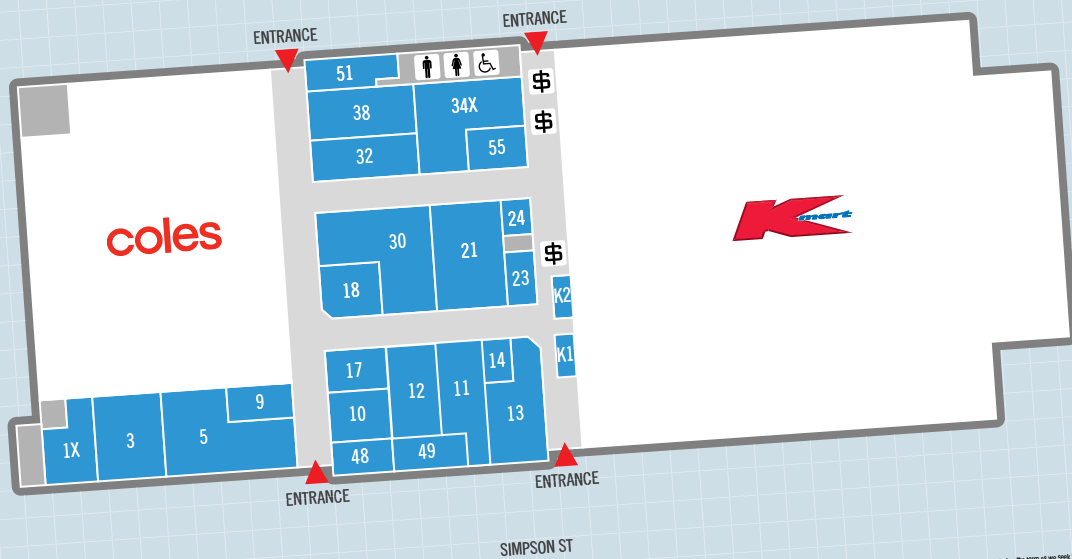 ENTRANCE
ENTRANCE
51
38
34X
32
55
coles
30
21
24
18
23
K2
Kmart
17
12
11
14
K1
10
13
9
1X
3
5
48
49
ENTRANCE
ENTRANCE
SIMPSON ST